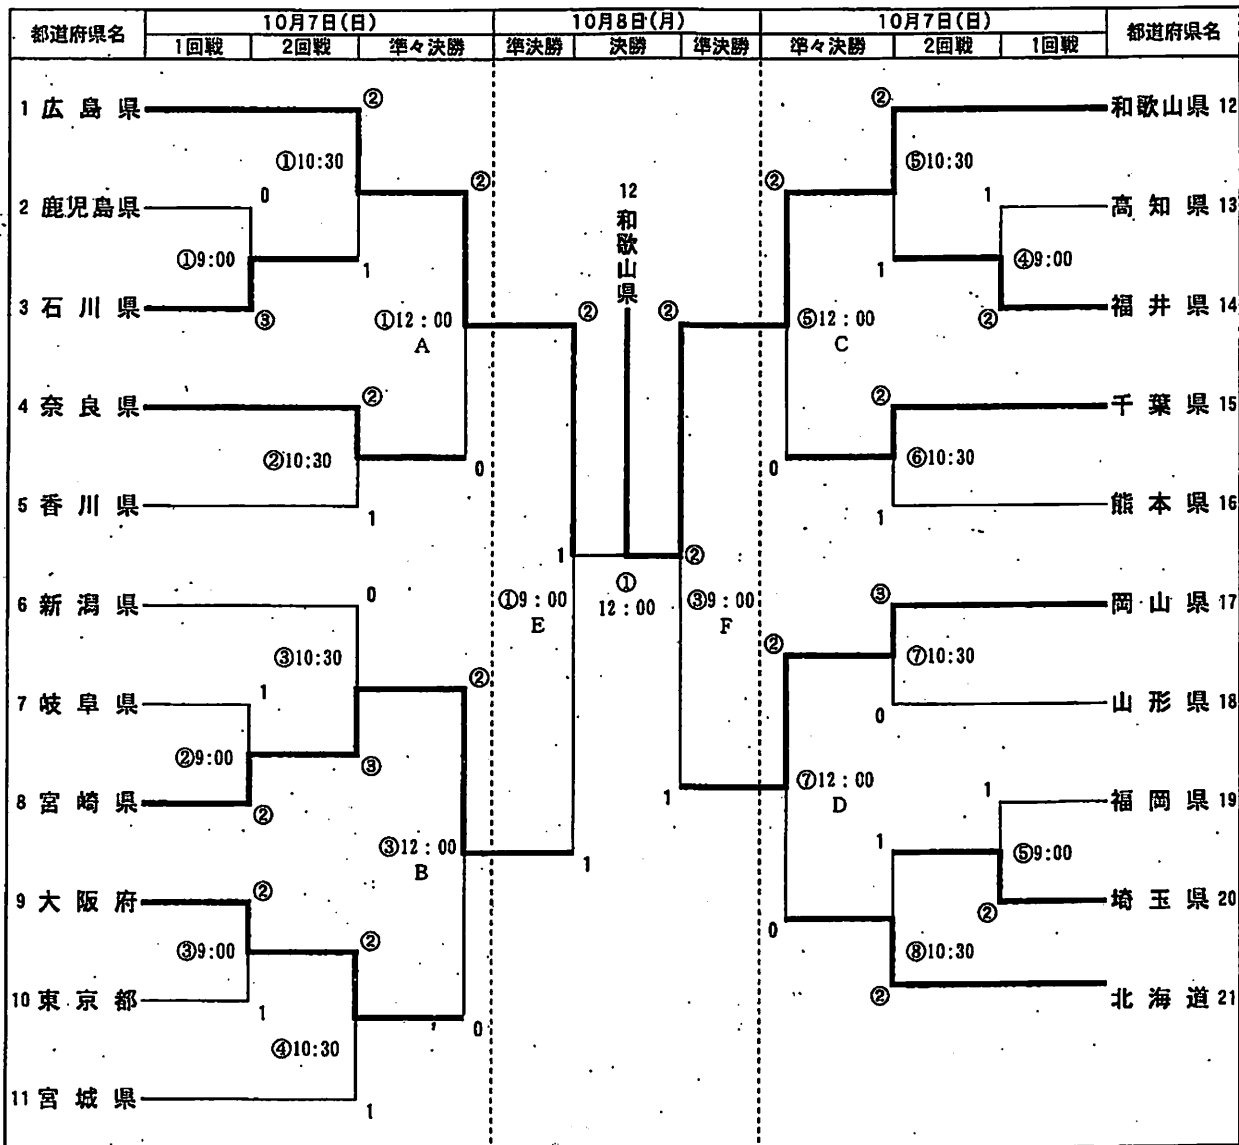 都道府県名 10月7日(日) 10月8日(月) 10月7日(日) 都道府県名
1回戦 2回戦 準々決勝 準決勝 決勝 準決勝 準々決勝 2回戦 1回戦
1 広島県 ② ② 和歌山県 12
①10:30 ⑤10:30
② 12 ②
2 鹿児島県 0 和歌山県 1 高知県 13
①9:00 1 1 ④9:00
3 石川県 ③ ①12:00 ② ② ⑤12:00 ② 福井県 14
A C
4 奈良県 ② ② 千葉県 15
②10:30 0 0 ⑥10:30
5 香川県 1 1 熊本県 16
1 ②
6 新潟県 0 ①9:00 ① ③9:00 ③ 岡山県 17
E 12:00 F
③10:30 ② ② ⑦10:30
7 岐阜県 1 0 山形県 18
②9:00 ③ ⑦12:00
8 宮崎県 ② 1 D 1 福岡県 19
③12:00 1 1 ⑤9:00
B
9 大阪府 ② ② 埼玉県 20
③9:00 ② 0 ⑧10:30
10 東京都 1 0 ② 北海道 21
④10:30
11 宮城県 1